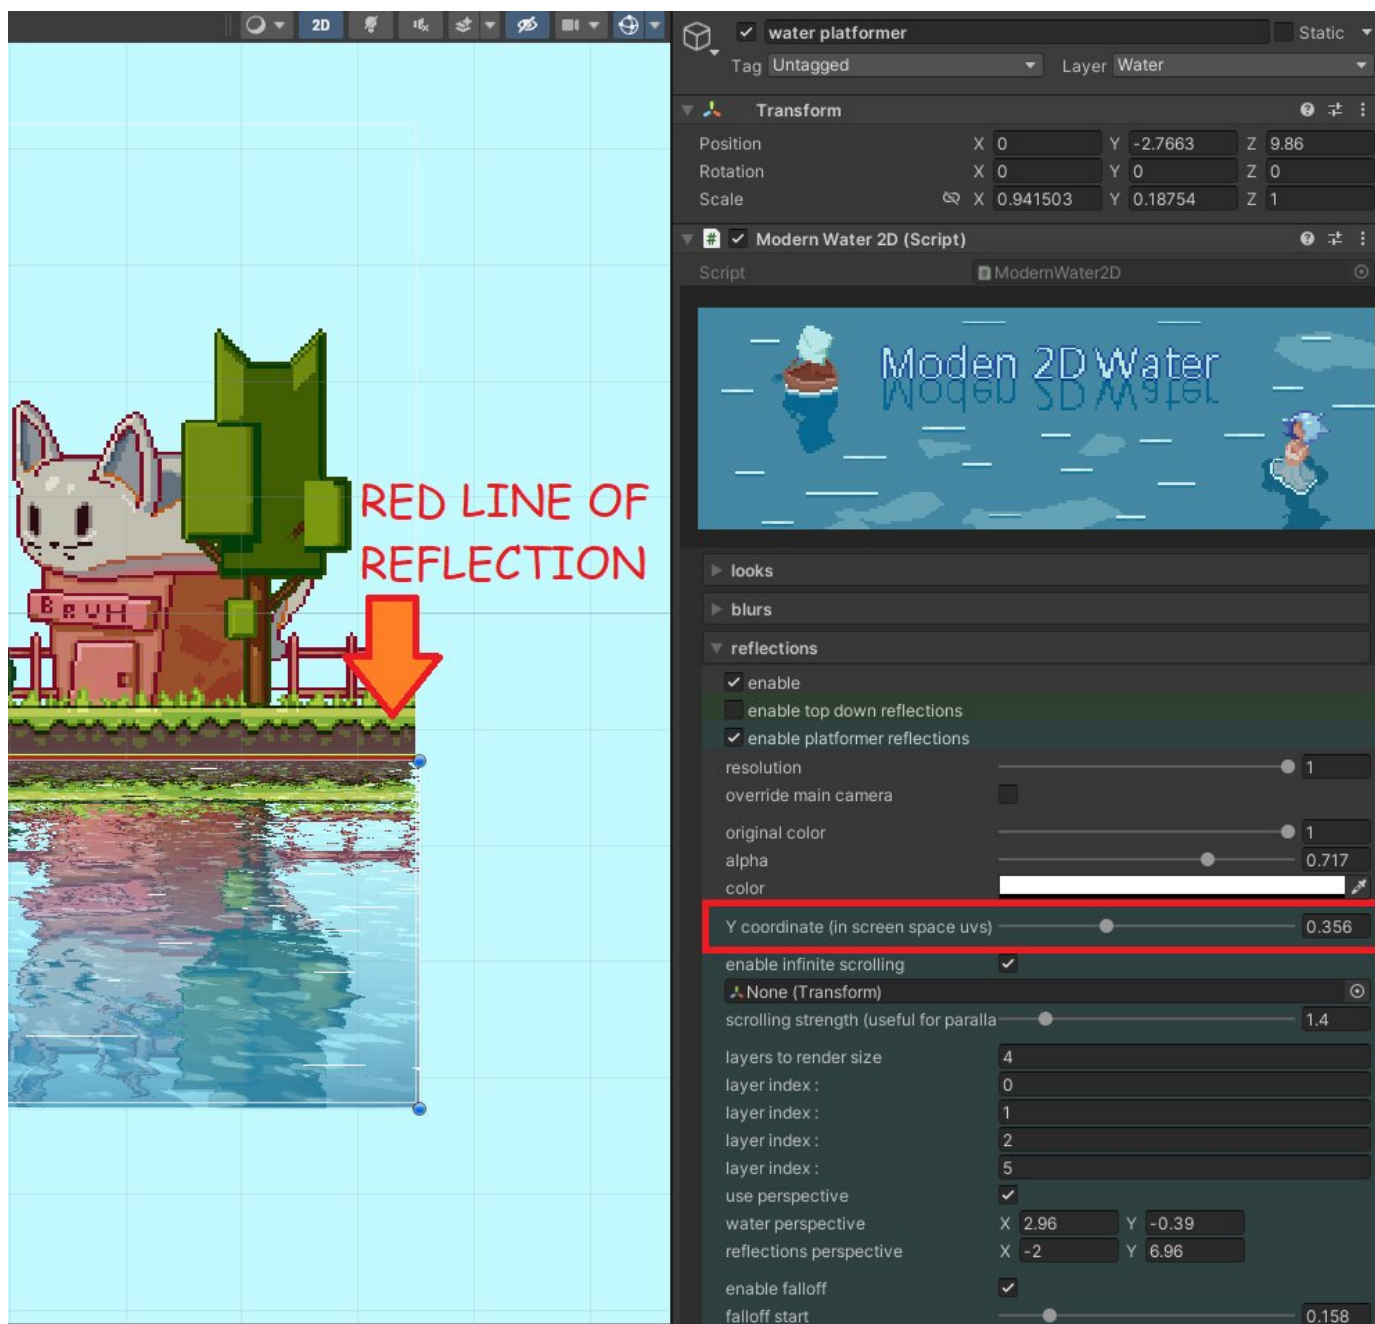 2D
water platformer
Static
Tag Untagged Layer Water
Transform
Position X 0 Y -2.7663 Z 9.86
Rotation X 0 Y 0 Z 0
Scale X 0.941503 Y 0.18754 Z 1
# Modern Water 2D (Script)
Script # ModernWater2D
Moden 2D Water
RED LINE OF
REFLECTION
BRUH
looks
blurs
reflections
enable
enable top down reflections
enable platformer reflections
resolution 1
override main camera
original color 1
alpha 0.717
color
Y coordinate (in screen space uvs) 0.356
enable infinite scrolling
None (Transform)
scrolling strength (useful for paralla 1.4
layers to render size 4
layer index : 0
layer index : 1
layer index : 2
layer index : 5
use perspective
water perspective X 2.96 Y -0.39
reflections perspective X -2 Y 6.96
enable falloff
falloff start 0.158